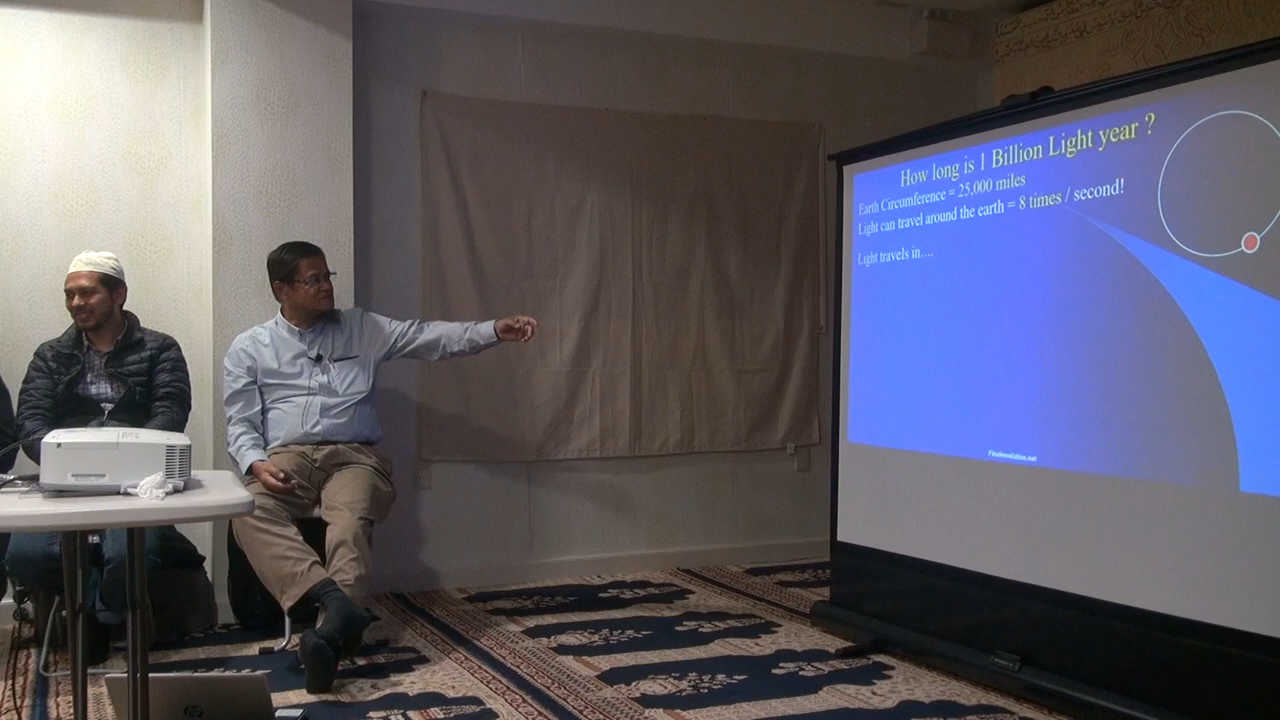 How long is 1 Billion Light year ?
Earth Circumference = 25,000 miles
Light can travel around the earth = 8 times / second!
Light travels in....
Finalrevelation.net
hp